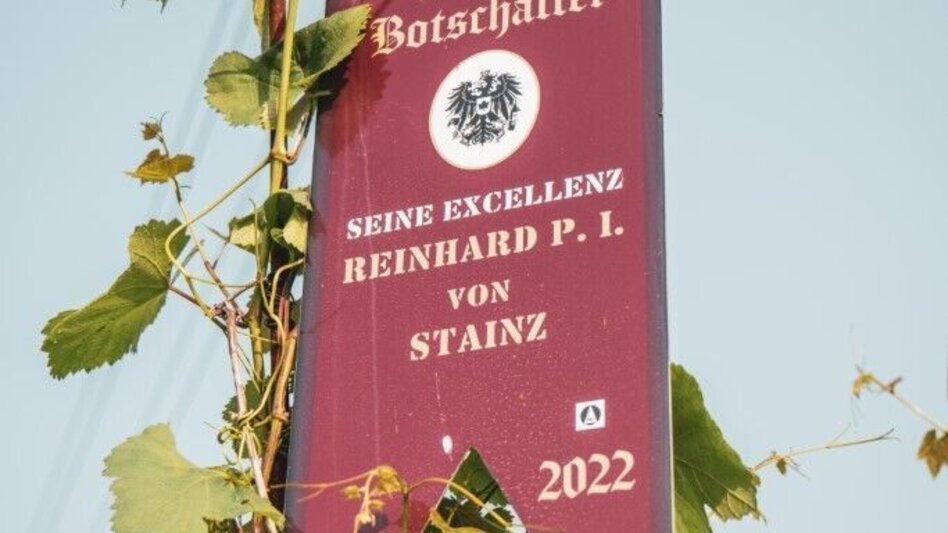 Botschafter
SEINE EXCELLENZ
REINHARD P. I.
VON
STAINZ
2022